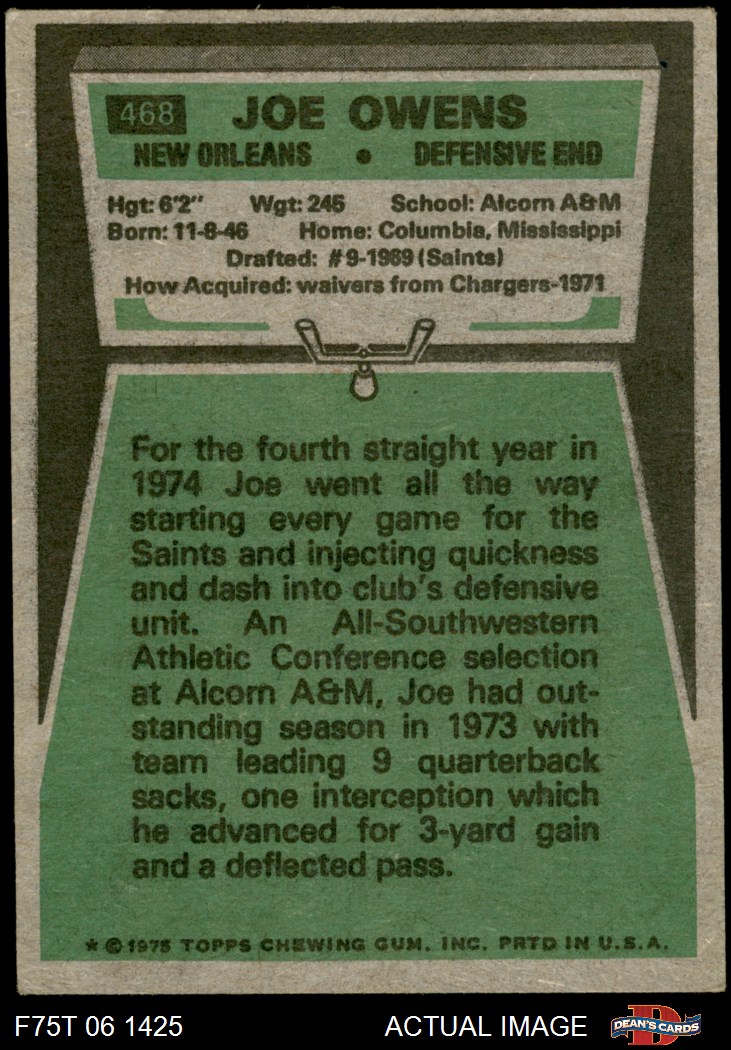 468 JOE OWENS
NEW ORLEANS • DEFENSIVE END
Hgt: 6'2" Wgt: 245 School: Alcorn A&M
Born: 11-8-46 Home: Columbia, Mississippi
Drafted: #9-1969 (Saints)
How Acquired: waivers from Chargers-1971
For the fourth straight year in
1974 Joe went all the way
starting every game for the
Saints and injecting quickness
and dash into club's defensive
unit. An All-Southwestern
Athletic Conference selection
at Alcorn A&M, Joe had out-
standing season in 1973 with
team leading 9 quarterback
sacks, one interception which
he advanced for 3-yard gain
and a deflected pass.
* © 1975 TOPPS CHEWING GUM, INC. PRTD IN U.S.A.
F75T 06 1425 ACTUAL IMAGE D DEAN'S CARDS